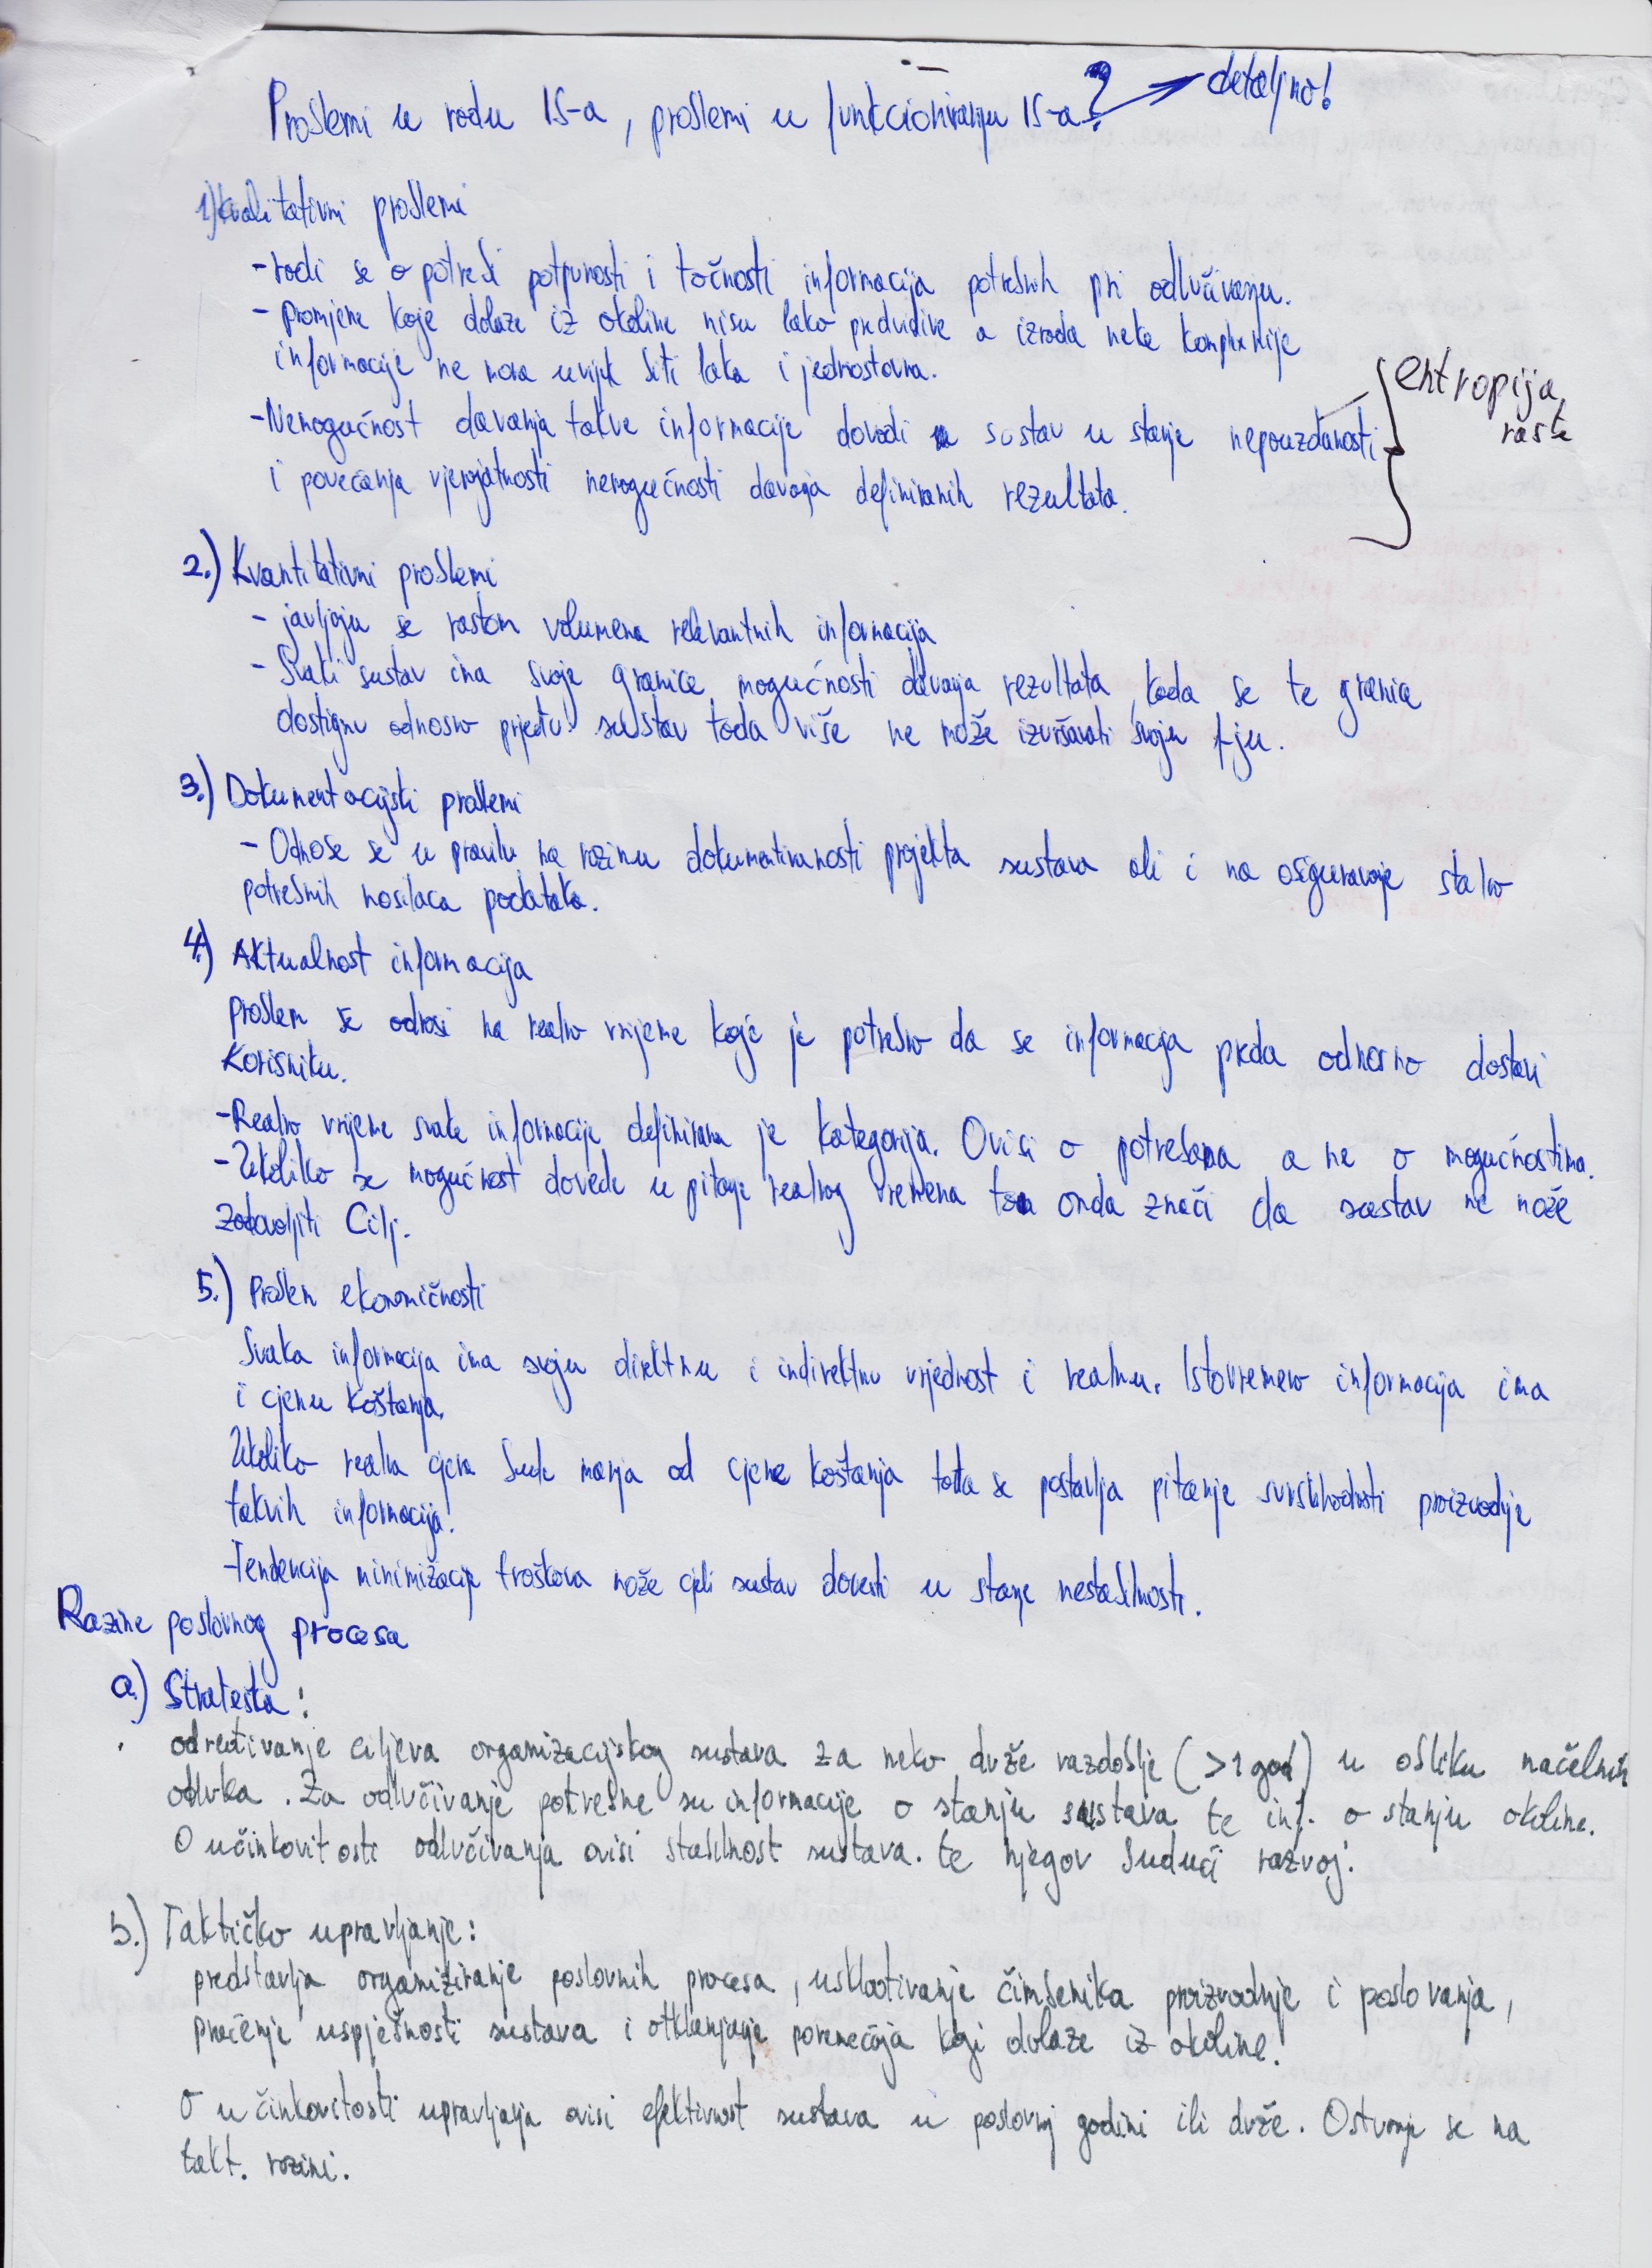 Problemi u radu IS-a, problemi u funkcioniranju IS-a? → detaljno!
1) Kvalitativni problemi
- radi se o potrebi potpunosti i točnosti informacija potrebnih pri odlučivanju.
- promjene koje dolaze iz okoline nisu lako predvidive a izrada neke kompleksnije
informacije ne mora uvijek biti laka i jednostavna.
- Nemogućnost davanja takve informacije dovodi sustav u stanje nepouzdanosti
i povećanja vjerojatnosti nemogućnosti davanja definiranih rezultata.
entropija
raste
2.) Kvantitativni problemi
- javljaju se rastom volumena relevantnih informacija
- Svaki sustav ima svoje granice mogućnosti davanja rezultata, kada se te granice
dostignu odnosno prijeđu sustav tada više ne može izvršavati svoju f-ju.
3.) Dokumentacijski problemi
- Odnose se u pravilu na razinu dokumentiranosti projekta sustava ali i na osiguravanje stalno
potrebnih nosilaca podataka.
4.) Aktualnost informacija
problem se odnosi na realno vrijeme koje je potrebno da se informacija preda odnosno dostavi
korisniku.
- Realno vrijeme svake informacije definirana je kategorija. Ovisi o potrebama a ne o mogućnostima.
- Ukoliko se mogućnost dovede u pitanje realnog vremena onda znači da sustav ne može
zadovoljiti cilj.
5.) Problem ekonomičnosti
Svaka informacija ima svoju direktnu i indirektnu vrijednost i realnu. Istovremeno informacija ima
i cjenu koštanja.
Ukoliko realna cjena bude manja od cjene koštanja tada se postavlja pitanje svrsishodnosti proizvodnje
takvih informacija!
- Tendencija minimizacije troškova može cijeli sustav dovesti u stanje nestabilnosti.
Razine poslovnog procesa
a) Strateška:
određivanje ciljeva organizacijskog sustava za neko duže razdoblje (>1 god) u obliku načelnih
odluka. Za odlučivanje potrebne su informacije o stanju sustava te inf. o stanju okoline.
O učinkovitosti odlučivanja ovisi stabilnost sustava. te njegov budući razvoj.
b.) Taktičko upravljanje:
predstavlja organiziranje poslovnih procesa, usklađivanje čimbenika proizvodnje i poslovanja,
praćenje uspješnosti sustava i otklanjanje poremećaja koji dolaze iz okoline.
O učinkovitosti upravljanja ovisi efektivnost sustava u poslovnoj godini ili duže. Ostvaruje se na
takt. razini.